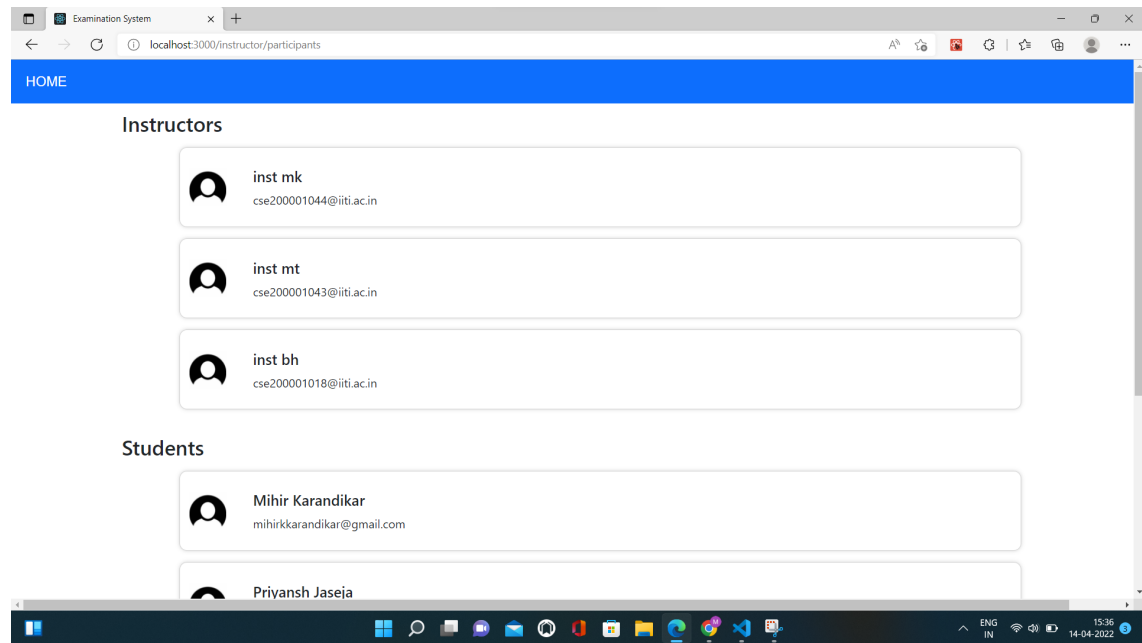 Examination System
localhost:3000/instructor/participants
HOME
Instructors
inst mk
cse200001044@iiti.ac.in
inst mt
cse200001043@iiti.ac.in
inst bh
cse200001018@iiti.ac.in
Students
Mihir Karandikar
mihirkkarandikar@gmail.com
Priyansh Jaseja
ENG 15:36
IN 14-04-2022 3